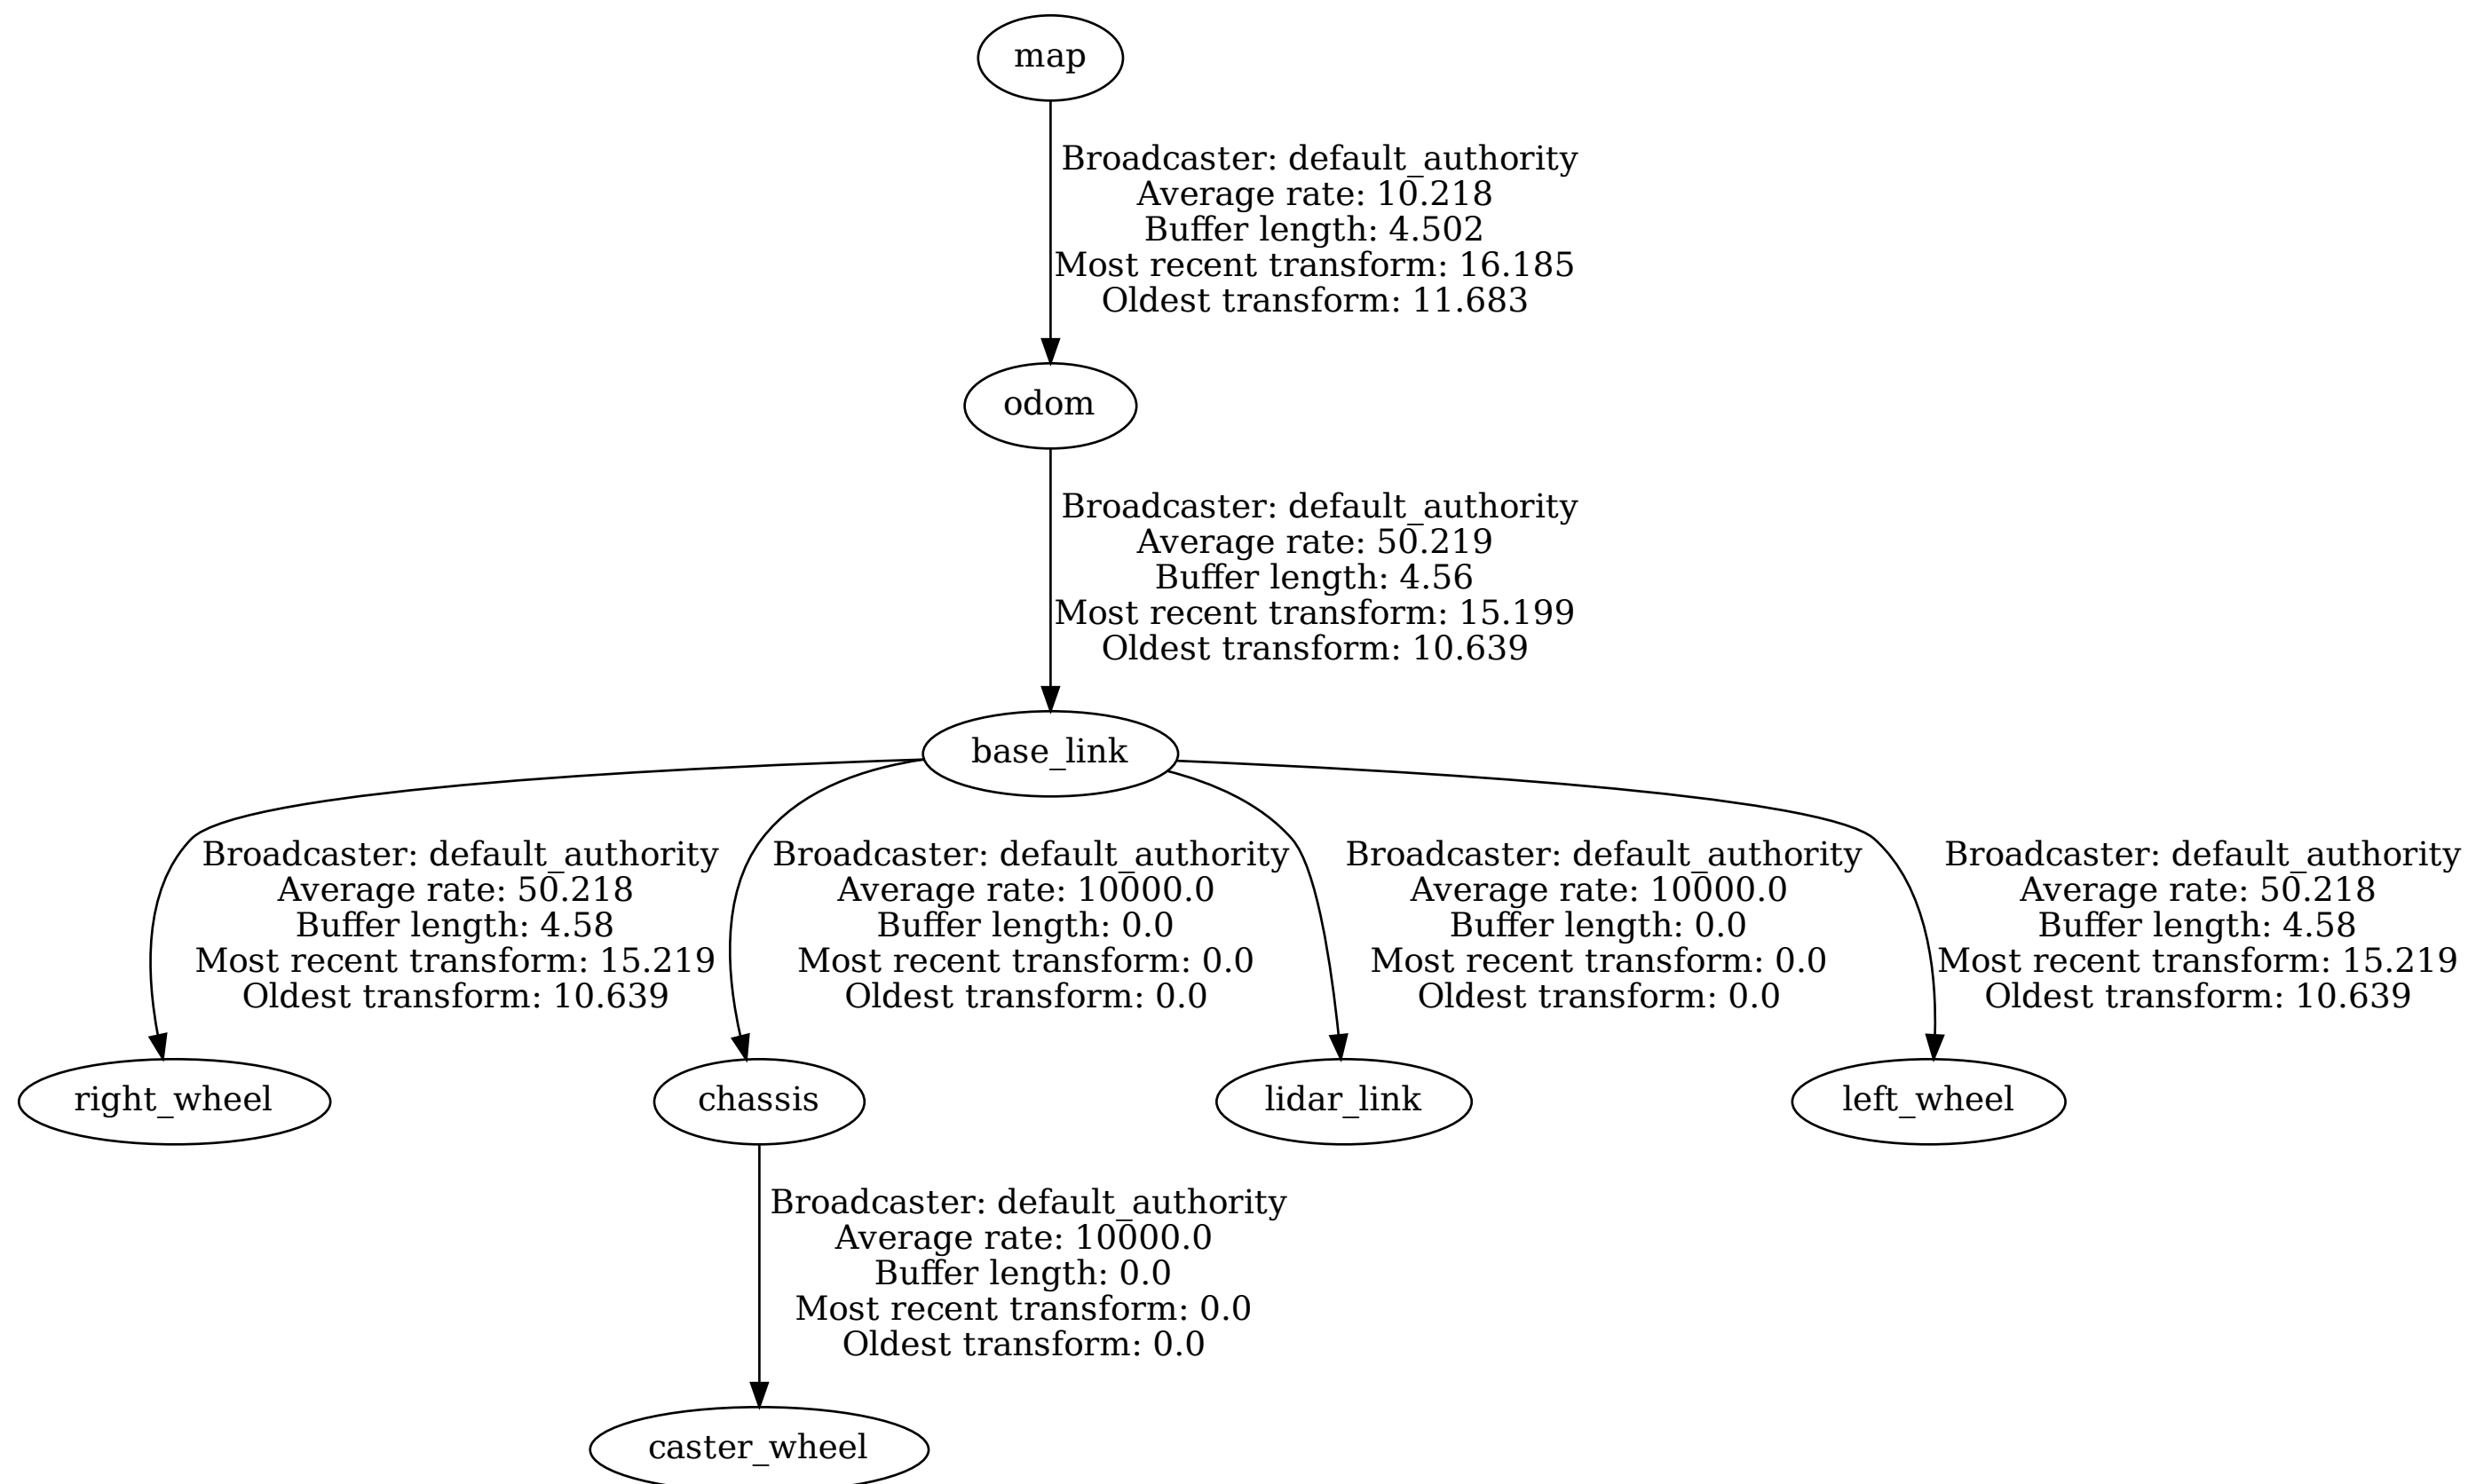 map
Broadcaster: default_authority
Average rate: 10.218
Buffer length: 4.502
Most recent transform: 16.185
Oldest transform: 11.683
odom
Broadcaster: default_authority
Average rate: 50.219
Buffer length: 4.56
Most recent transform: 15.199
Oldest transform: 10.639
base_link
Broadcaster: default_authority
Average rate: 50.218
Buffer length: 4.58
Most recent transform: 15.219
Oldest transform: 10.639
Broadcaster: default_authority
Average rate: 10000.0
Buffer length: 0.0
Most recent transform: 0.0
Oldest transform: 0.0
Broadcaster: default_authority
Average rate: 10000.0
Buffer length: 0.0
Most recent transform: 0.0
Oldest transform: 0.0
Broadcaster: default_authority
Average rate: 50.218
Buffer length: 4.58
Most recent transform: 15.219
Oldest transform: 10.639
right_wheel
chassis
lidar_link
left_wheel
Broadcaster: default_authority
Average rate: 10000.0
Buffer length: 0.0
Most recent transform: 0.0
Oldest transform: 0.0
caster_wheel